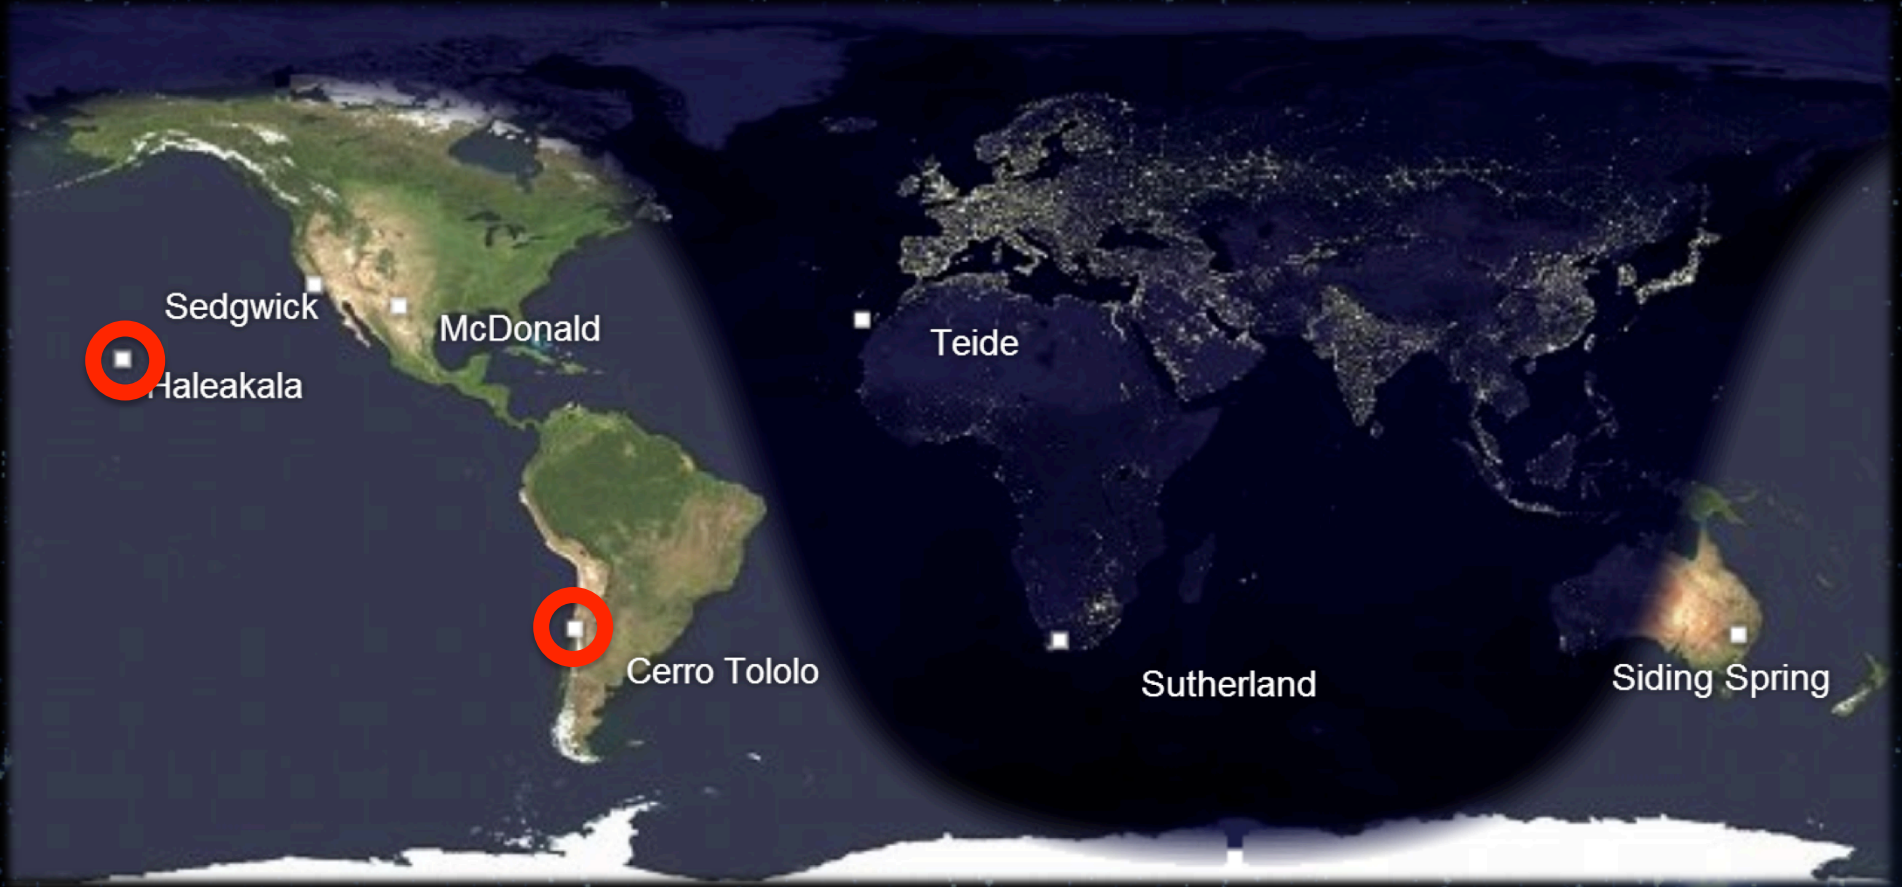 Sedgwick
McDonald
Teide
Haleakala
Cerro Tololo
Sutherland
Siding Spring